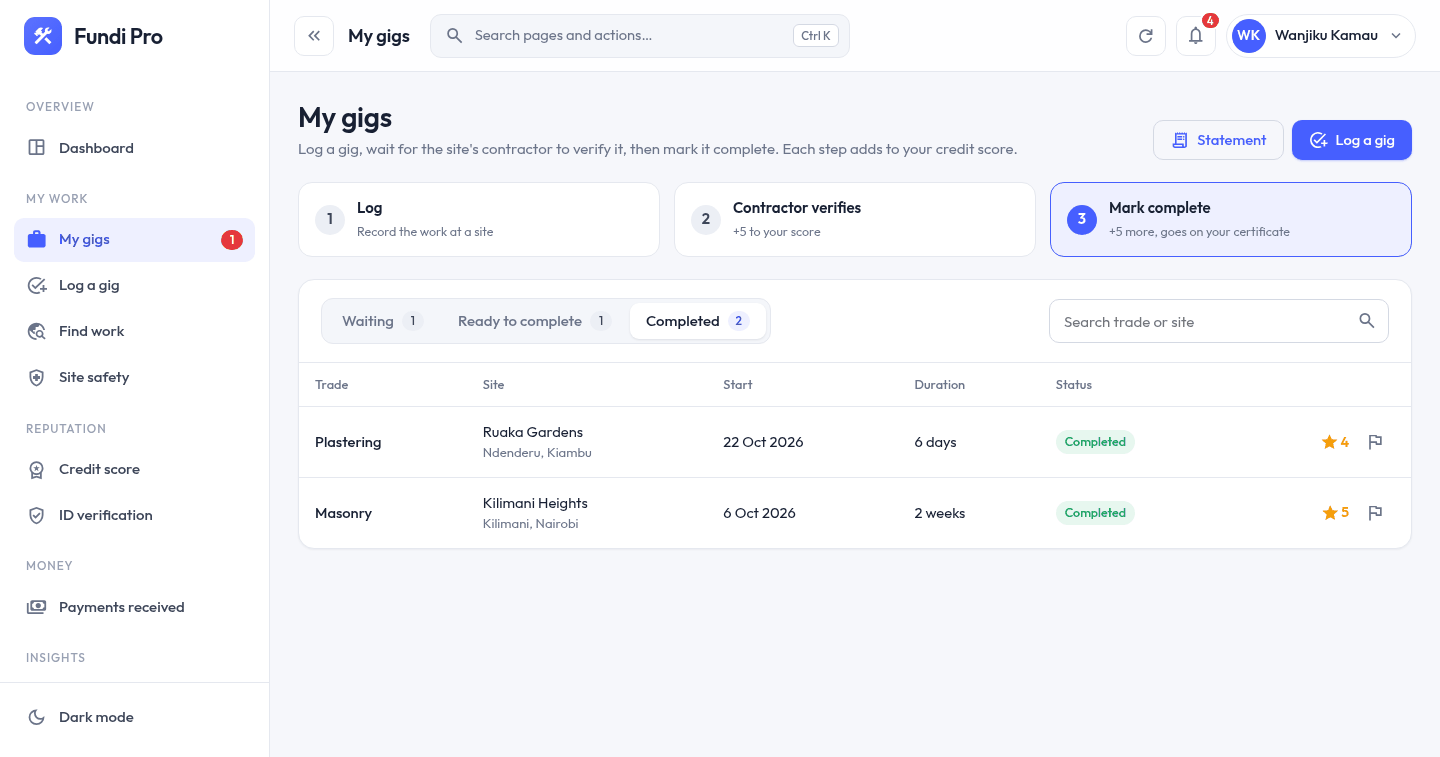 Fundi Pro
OVERVIEW
Dashboard
MY WORK
My gigs 1
Log a gig
Find work
Site safety
REPUTATION
Credit score
ID verification
MONEY
Payments received
INSIGHTS
Dark mode
My gigs
Search pages and actions...
Ctrl K
4
WK
Wanjiku Kamau
My gigs
Log a gig, wait for the site's contractor to verify it, then mark it complete. Each step adds to your credit score.
Statement
Log a gig
1
Log
Record the work at a site
2
Contractor verifies
+5 to your score
3
Mark complete
+5 more, goes on your certificate
Waiting 1
Ready to complete 1
Completed 2
Search trade or site
Trade Site Start Duration Status
Plastering
Ruaka Gardens
Ndenderu, Kiambu
22 Oct 2026
6 days
Completed
4
Masonry
Kilimani Heights
Kilimani, Nairobi
6 Oct 2026
2 weeks
Completed
5